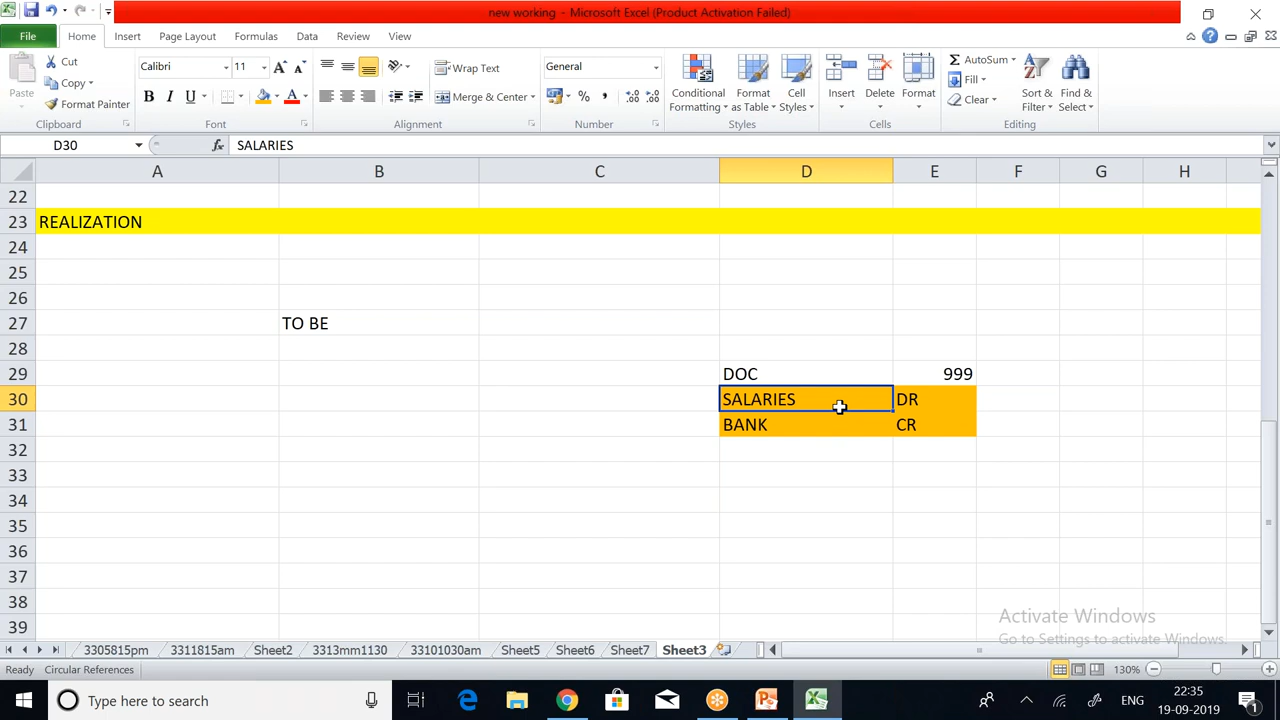 new working - Microsoft Excel (Product Activation Failed)
File Home Insert Page Layout Formulas Data Review View
Paste
Cut
Copy
Format Painter
Clipboard
Calibri 11
B I U
Font
Wrap Text
Merge & Center
Alignment
General
%
Number
Conditional Formatting
Format as Table
Cell Styles
Styles
Insert
Delete
Format
Cells
AutoSum
Fill
Clear
Sort & Filter
Find & Select
Editing
D30 fx SALARIES
A B C D E F G H
22
23 REALIZATION
24
25
26
27 TO BE
28
29 DOC 999
30 SALARIES DR
31 BANK CR
32
33
34
35
36
37
38
39
Activate Windows
Go to Settings to activate Windows.
3305815pm 3311815am Sheet2 3313mm1130 33101030am Sheet5 Sheet6 Sheet7 Sheet3
Ready Circular References 130%
Type here to search
ENG
22:35
19-09-2019
1